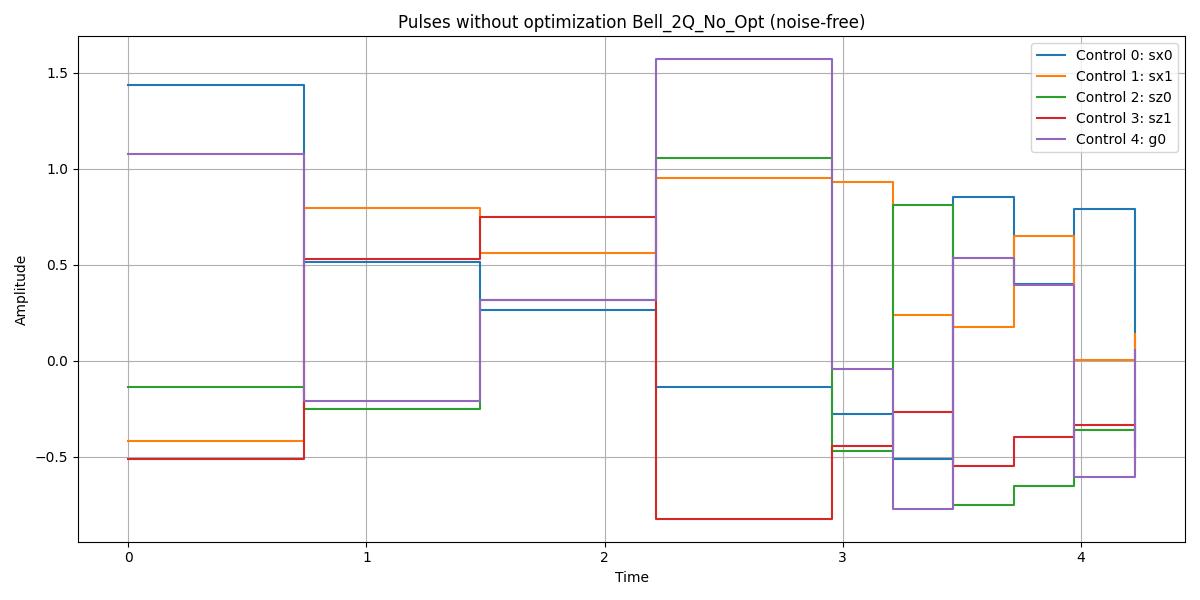 Pulses without optimization Bell_2Q_No_Opt (noise-free)
Control 0: sx0
Control 1: sx1
Control 2: sz0
Control 3: sz1
Control 4: g0
Amplitude
1.5
1.0
0.5
0.0
−0.5
0 1 2 3 4
Time